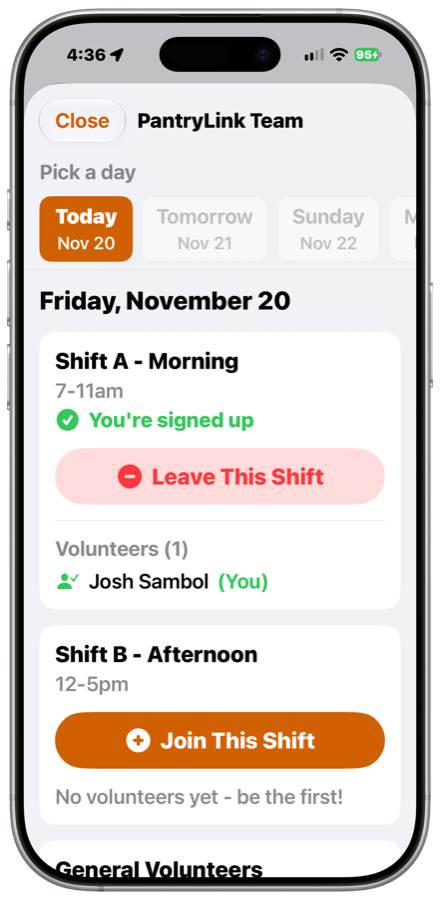 4:36
95
Close
PantryLink Team
Pick a day
Today
Nov 20
Tomorrow
Nov 21
Sunday
Nov 22
Friday, November 20
Shift A - Morning
7-11am
You're signed up
Leave This Shift
Volunteers (1)
Josh Sambol (You)
Shift B - Afternoon
12-5pm
Join This Shift
No volunteers yet - be the first!
General Volunteers